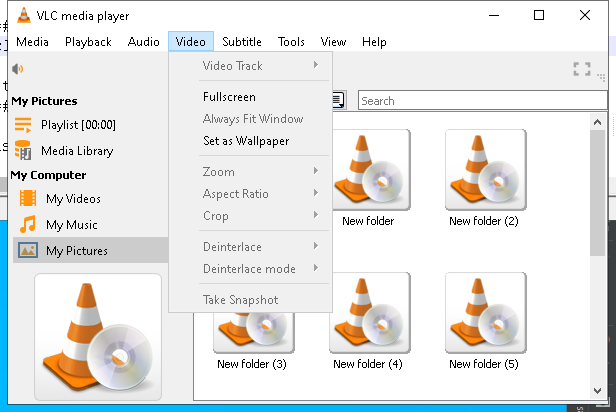 VLC media player
Media Playback Audio Video Subtitle Tools View Help
Video Track
Fullscreen
Always Fit Window
Set as Wallpaper
Zoom
Aspect Ratio
Crop
Deinterlace
Deinterlace mode
Take Snapshot
Search
My Pictures
Playlist [00:00]
Media Library
My Computer
My Videos
My Music
My Pictures
New folder New folder (2)
New folder (3) New folder (4) New folder (5)